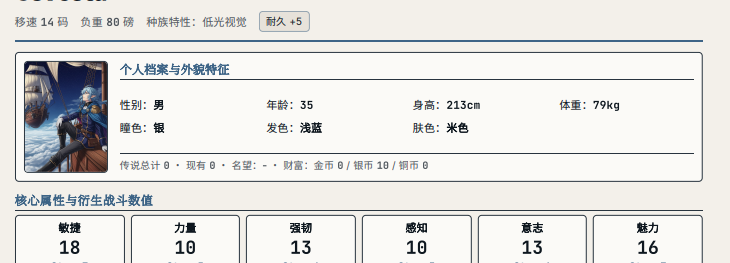 移速 14 码 负重 80 磅 种族特性：低光视觉 耐久 +5
个人档案与外貌特征
性别：男 年龄：35 身高：213cm 体重：79kg
瞳色：银 发色：浅蓝 肤色：米色
传说总计 0 · 现有 0 · 名望：- · 财富：金币 0 / 银币 10 / 铜币 0
核心属性与衍生战斗数值
敏捷 力量 强韧 感知 意志 魅力
18 10 13 10 13 16